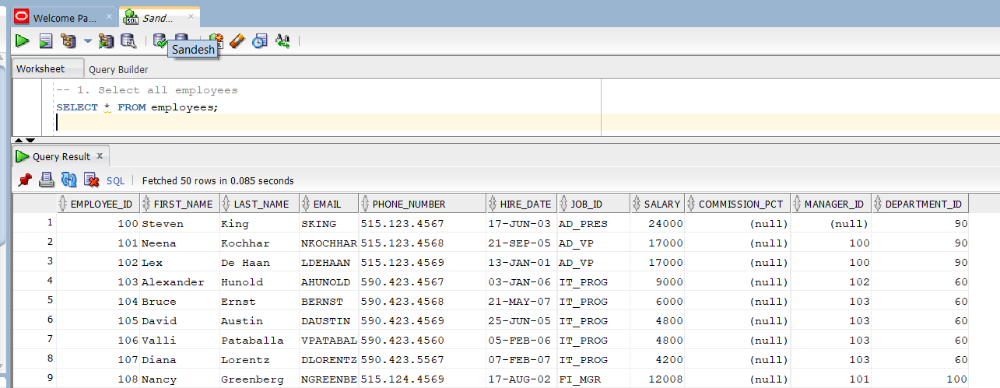 Welcome Pa... Sand...
Sandesh
Worksheet Query Builder
-- 1. Select all employees
SELECT * FROM employees;
Query Result
SQL Fetched 50 rows in 0.085 seconds
EMPLOYEE_ID FIRST_NAME LAST_NAME EMAIL PHONE_NUMBER HIRE_DATE JOB_ID SALARY COMMISSION_PCT MANAGER_ID DEPARTMENT_ID
1 100 Steven King SKING 515.123.4567 17-JUN-03 AD_PRES 24000 (null) (null) 90
2 101 Neena Kochhar NKOCHHAR 515.123.4568 21-SEP-05 AD_VP 17000 (null) 100 90
3 102 Lex De Haan LDEHAAN 515.123.4569 13-JAN-01 AD_VP 17000 (null) 100 90
4 103 Alexander Hunold AHUNOLD 590.423.4567 03-JAN-06 IT_PROG 9000 (null) 102 60
5 104 Bruce Ernst BERNST 590.423.4568 21-MAY-07 IT_PROG 6000 (null) 103 60
6 105 David Austin DAUSTIN 590.423.4569 25-JUN-05 IT_PROG 4800 (null) 103 60
7 106 Valli Pataballa VPATABAL 590.423.4560 05-FEB-06 IT_PROG 4800 (null) 103 60
8 107 Diana Lorentz DLORENTZ 590.423.5567 07-FEB-07 IT_PROG 4200 (null) 103 60
9 108 Nancy Greenberg NGREENBE 515.124.4569 17-AUG-02 FI_MGR 12008 (null) 101 100